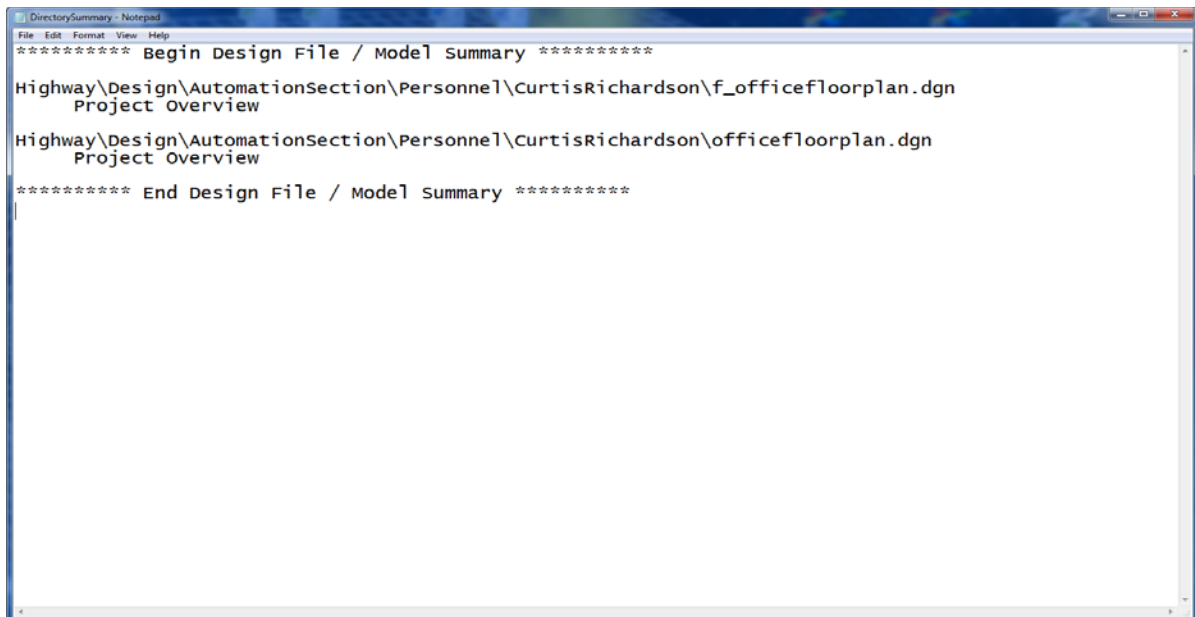 DirectorySummary - Notepad
File Edit Format View Help
********** Begin Design File / Model Summary **********
Highway\Design\AutomationSection\Personnel\CurtisRichardson\f_officefloorplan.dgn
Project Overview
Highway\Design\AutomationSection\Personnel\CurtisRichardson\officefloorplan.dgn
Project Overview
********** End Design File / Model Summary **********